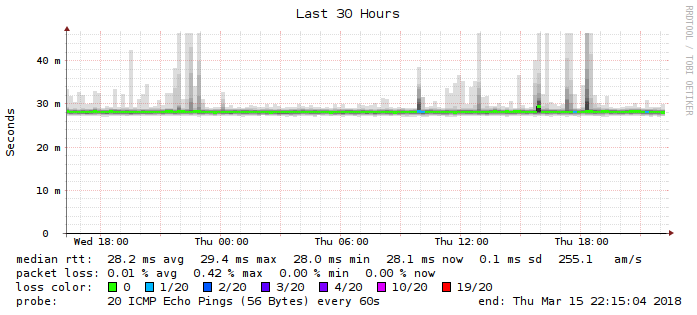 Last 30 Hours
RRDTOOL / TOBI OETIKER
Seconds
40 m
30 m
20 m
10 m
0
Wed 18:00 Thu 00:00 Thu 06:00 Thu 12:00 Thu 18:00
median rtt: 28.2 ms avg 29.4 ms max 28.0 ms min 28.1 ms now 0.1 ms sd 255.1 am/s
packet loss: 0.01 % avg 0.42 % max 0.00 % min 0.00 % now
loss color: 0 1/20 2/20 3/20 4/20 10/20 19/20
probe: 20 ICMP Echo Pings (56 Bytes) every 60s end: Thu Mar 15 22:15:04 2018